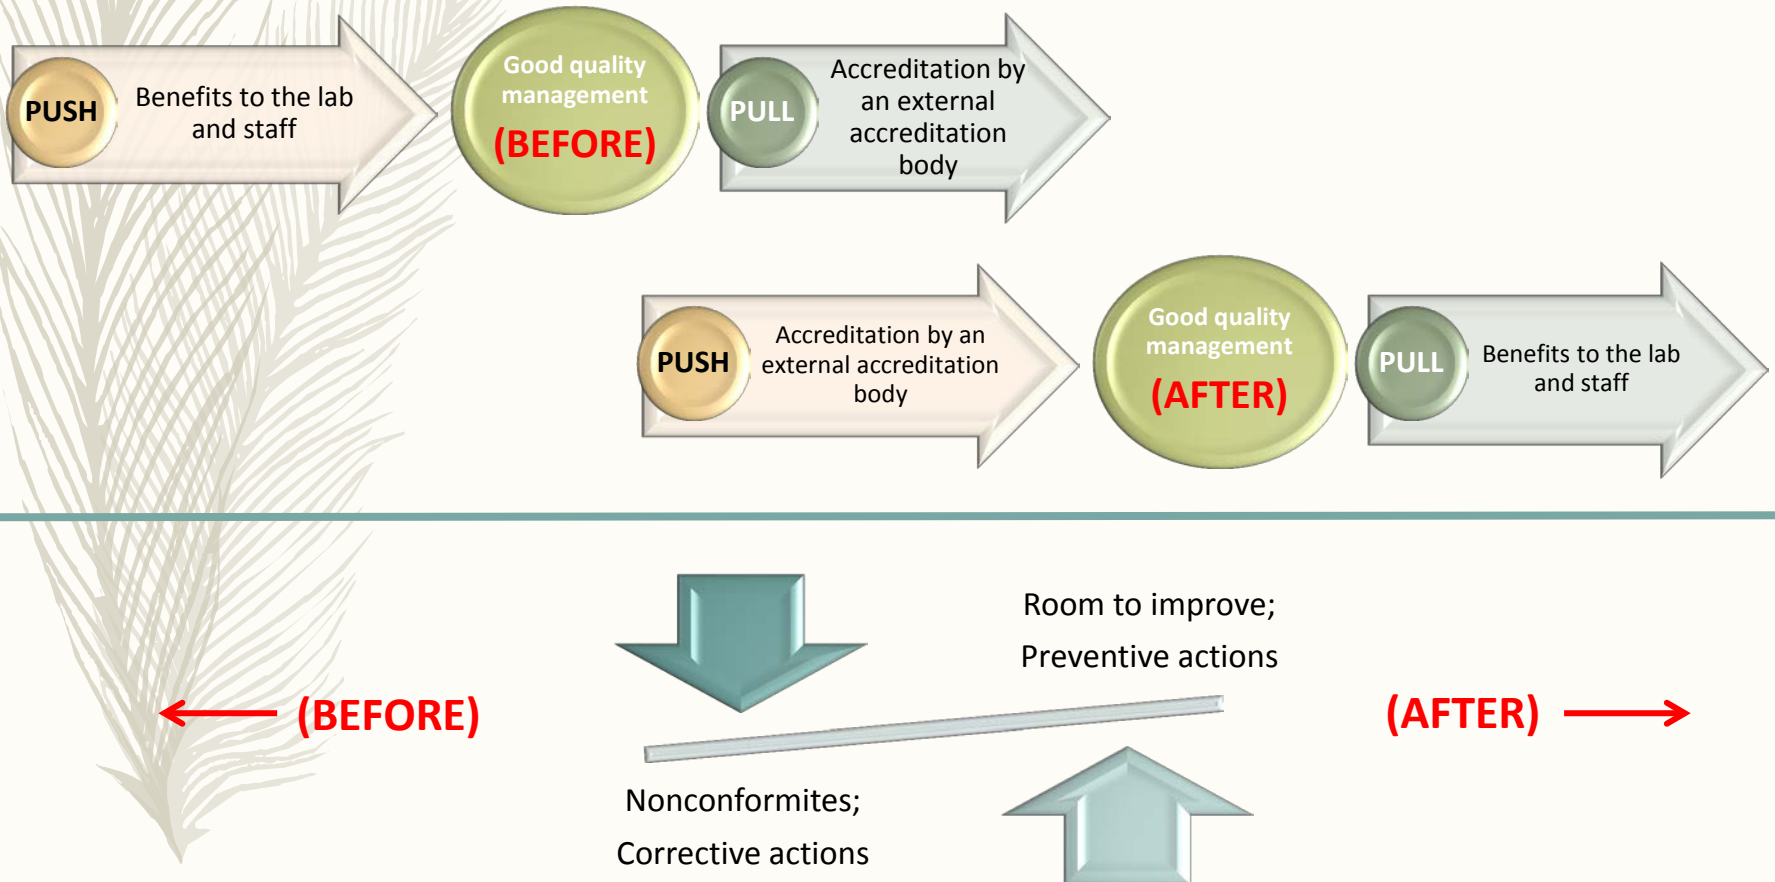 PUSH
Benefits to the lab
and staff
Good quality
management
(BEFORE)
PULL
Accreditation by
an external
accreditation
body
PUSH
Accreditation by an
external accreditation
body
Good quality
management
(AFTER)
PULL
Benefits to the lab
and staff
Room to improve;
Preventive actions
(BEFORE)
(AFTER)
Nonconformites;
Corrective actions